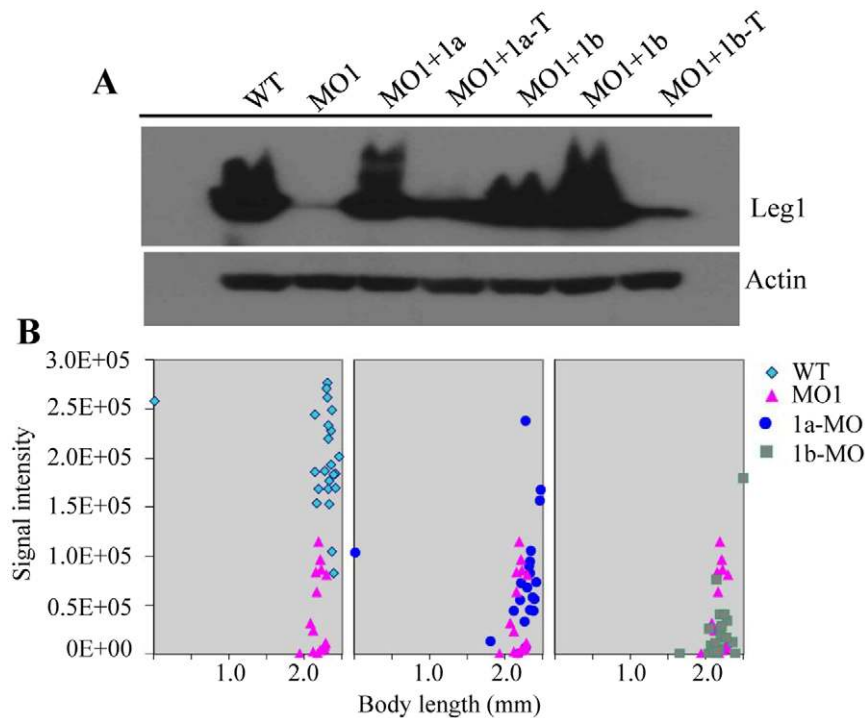 A
WT MO1 MO1+1a MO1+1a-T MO1+1b MO1+1b MO1+1b-T
Leg1
Actin
B
Signal intensity
3.0E+05
2.5E+05
2.0E+05
1.5E+05
1.0E+05
0.5E+05
0E+00
1.0 2.0 1.0 2.0 1.0 2.0
Body length (mm)
WT
MO1
1a-MO
1b-MO